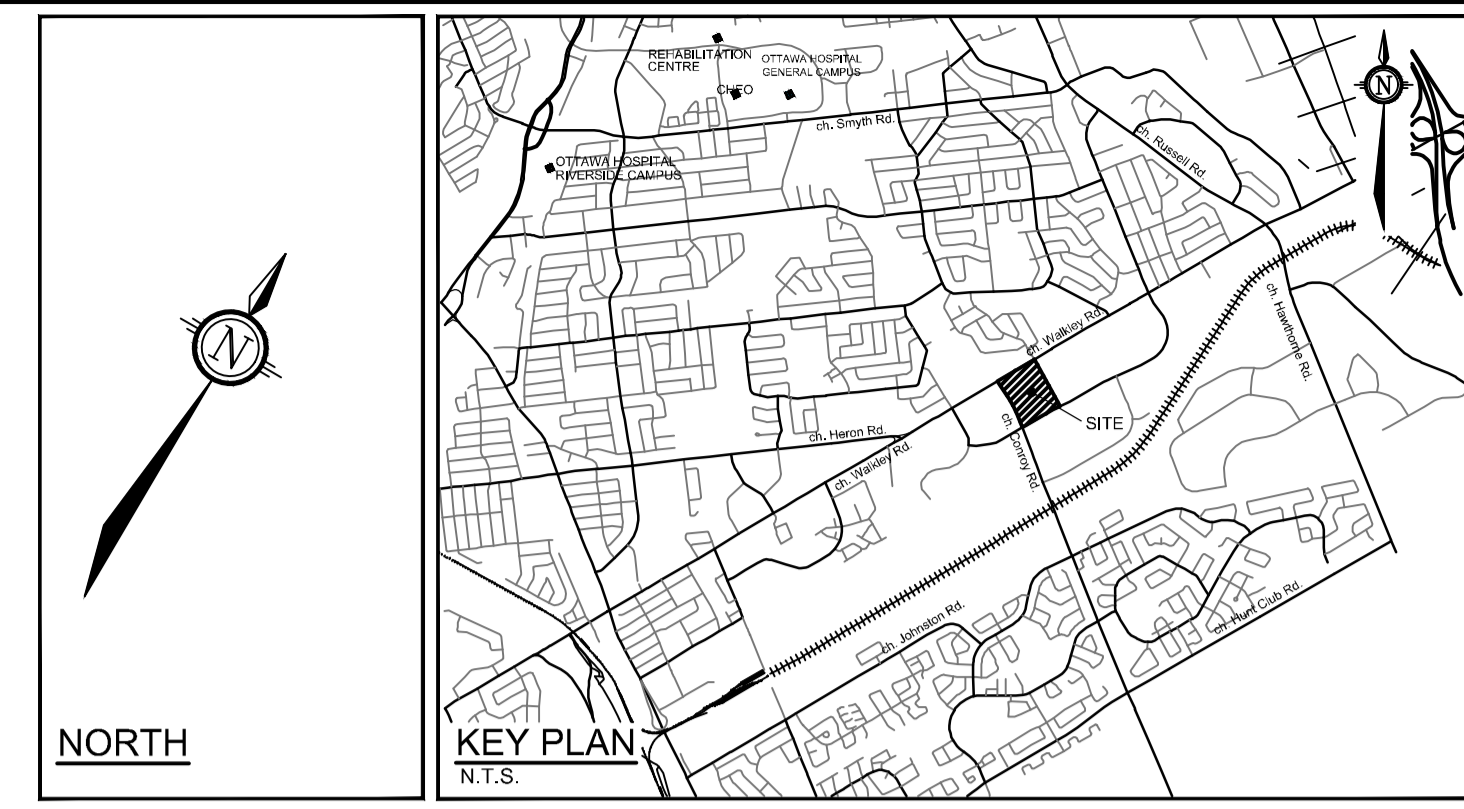 N
NORTH
REHABILITATION
CENTRE
OTTAWA HOSPITAL
GENERAL CAMPUS
CHEO
ch. Smyth Rd.
OTTAWA HOSPITAL
RIVERSIDE CAMPUS
ch. Russell Rd.
N
ch. Hawthorne Rd.
ch. Walkley Rd.
SITE
ch. Conroy Rd.
ch. Heron Rd.
ch. Walkley Rd.
ch. Johnston Rd.
ch. Hunt Club Rd.
KEY PLAN
N.T.S.